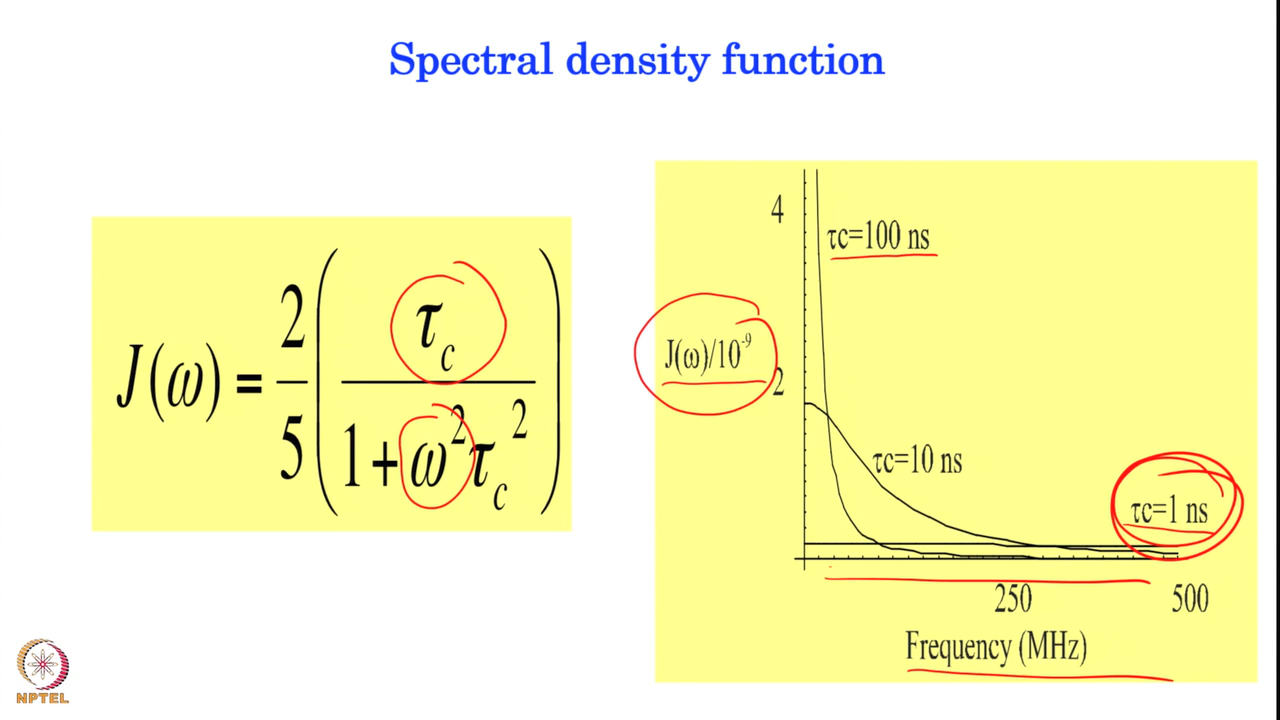 Spectral density function
J(ω) = 2/5 (τc / 1+ω²τc²)
4
τc=100 ns
J(ω)/10⁻⁹
2
τc=10 ns
τc=1 ns
250
500
Frequency (MHz)
NPTEL